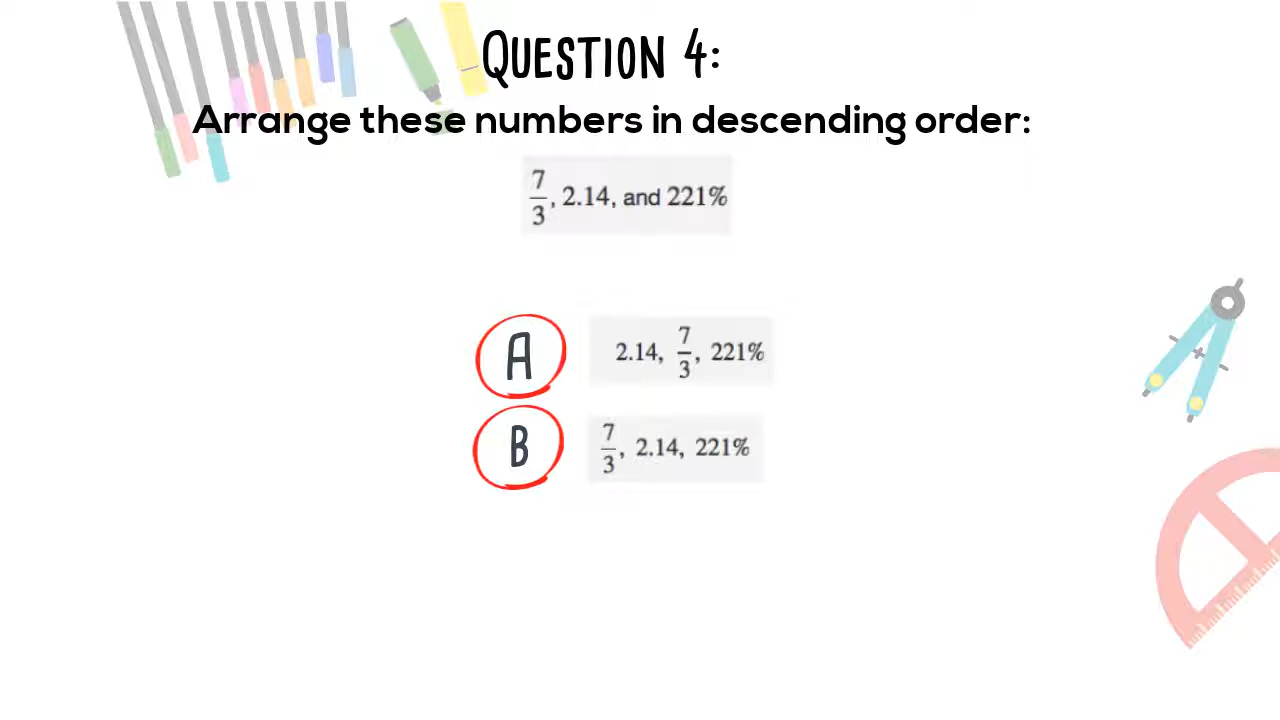 QUESTION 4:
Arrange these numbers in descending order:
7/3, 2.14, and 221%
A 2.14, 7/3, 221%
B 7/3, 2.14, 221%